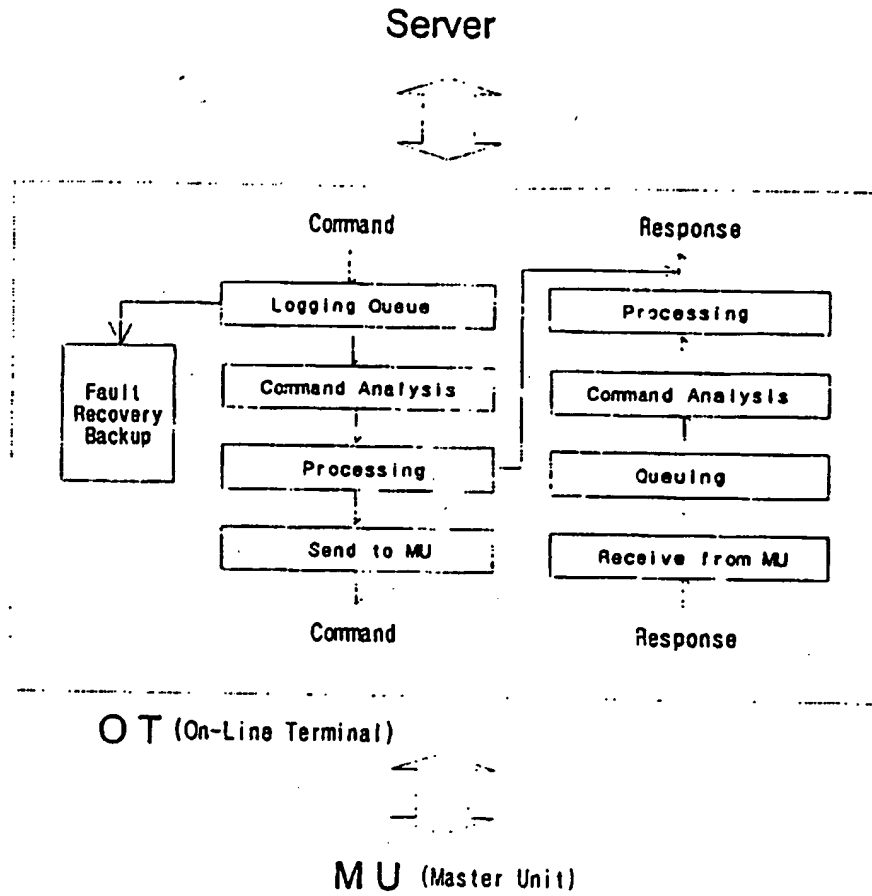 Server
Command
Logging Queue
Fault
Recovery
Backup
Command Analysis
Processing
Send to MU
Command
Response
Processing
Command Analysis
Queuing
Receive from MU
Response
OT (On-Line Terminal)
MU (Master Unit)